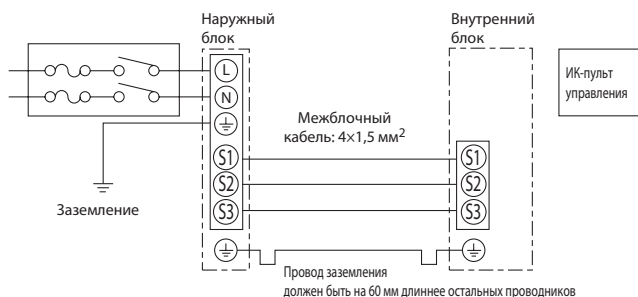 Наружный
блок
Внутренний
блок
ИК-пульт
управления
L
N
Межблочный
кабель: 4×1,5 мм²
S1
S2
S3
S1
S2
S3
Заземление
Провод заземления
должен быть на 60 мм длиннее остальных проводников